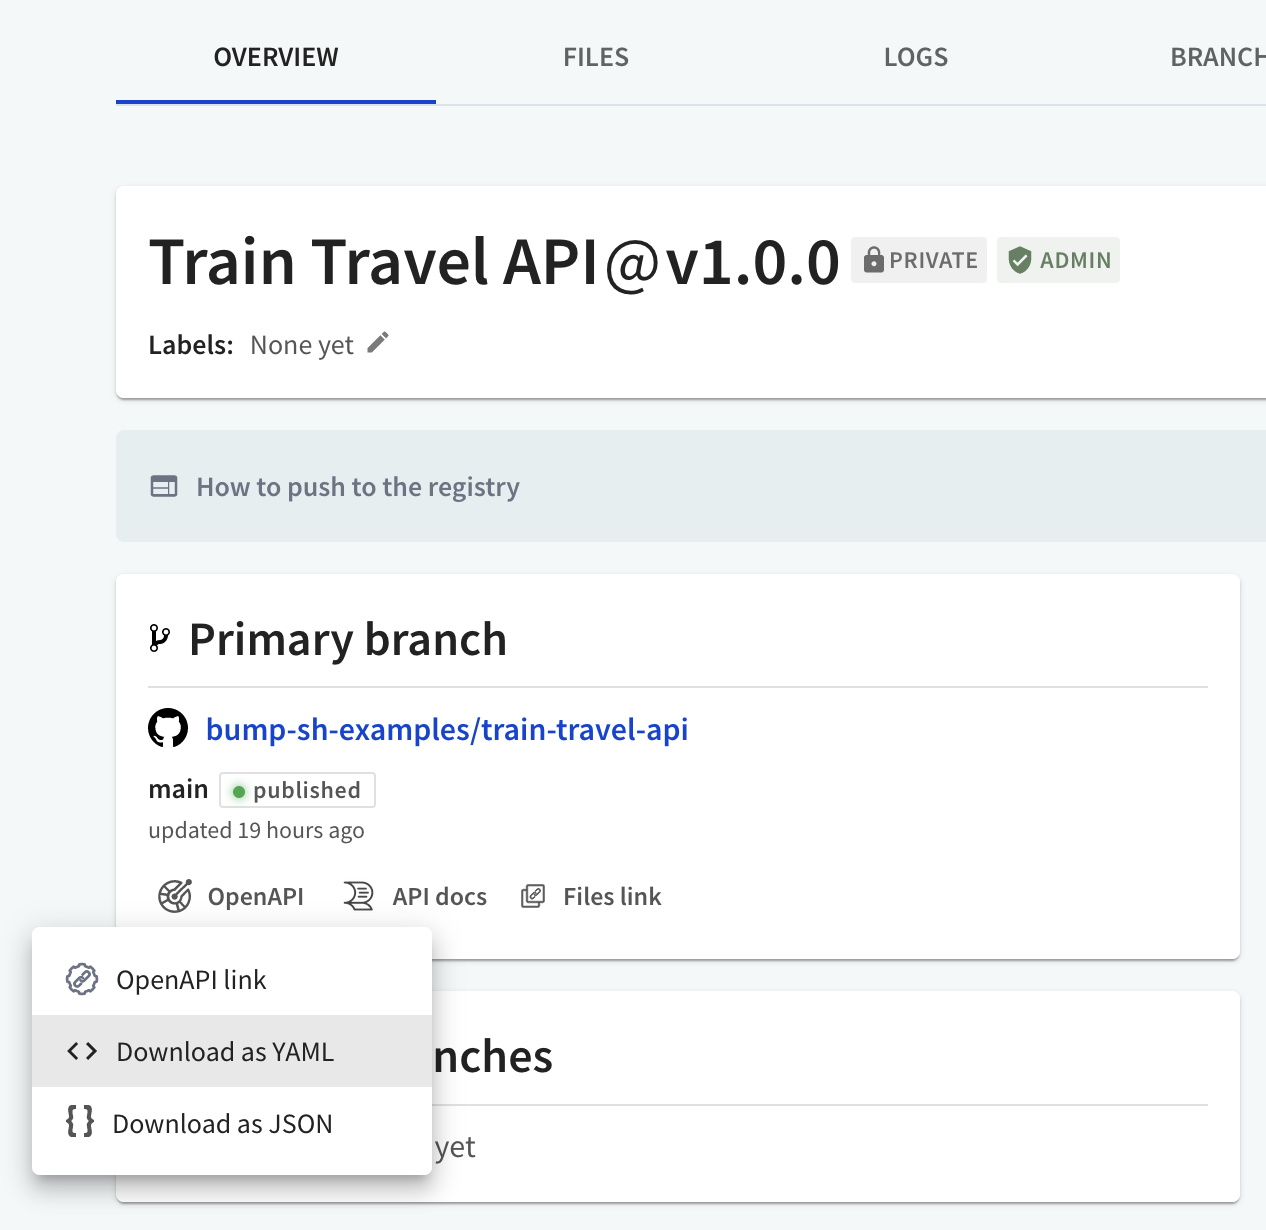 OVERVIEW FILES LOGS BRANCH
Train Travel API@v1.0.0 PRIVATE ADMIN
Labels: None yet
How to push to the registry
Primary branch
bump-sh-examples/train-travel-api
main published
updated 19 hours ago
OpenAPI API docs Files link
OpenAPI link
Download as YAML
nches
Download as JSON
yet